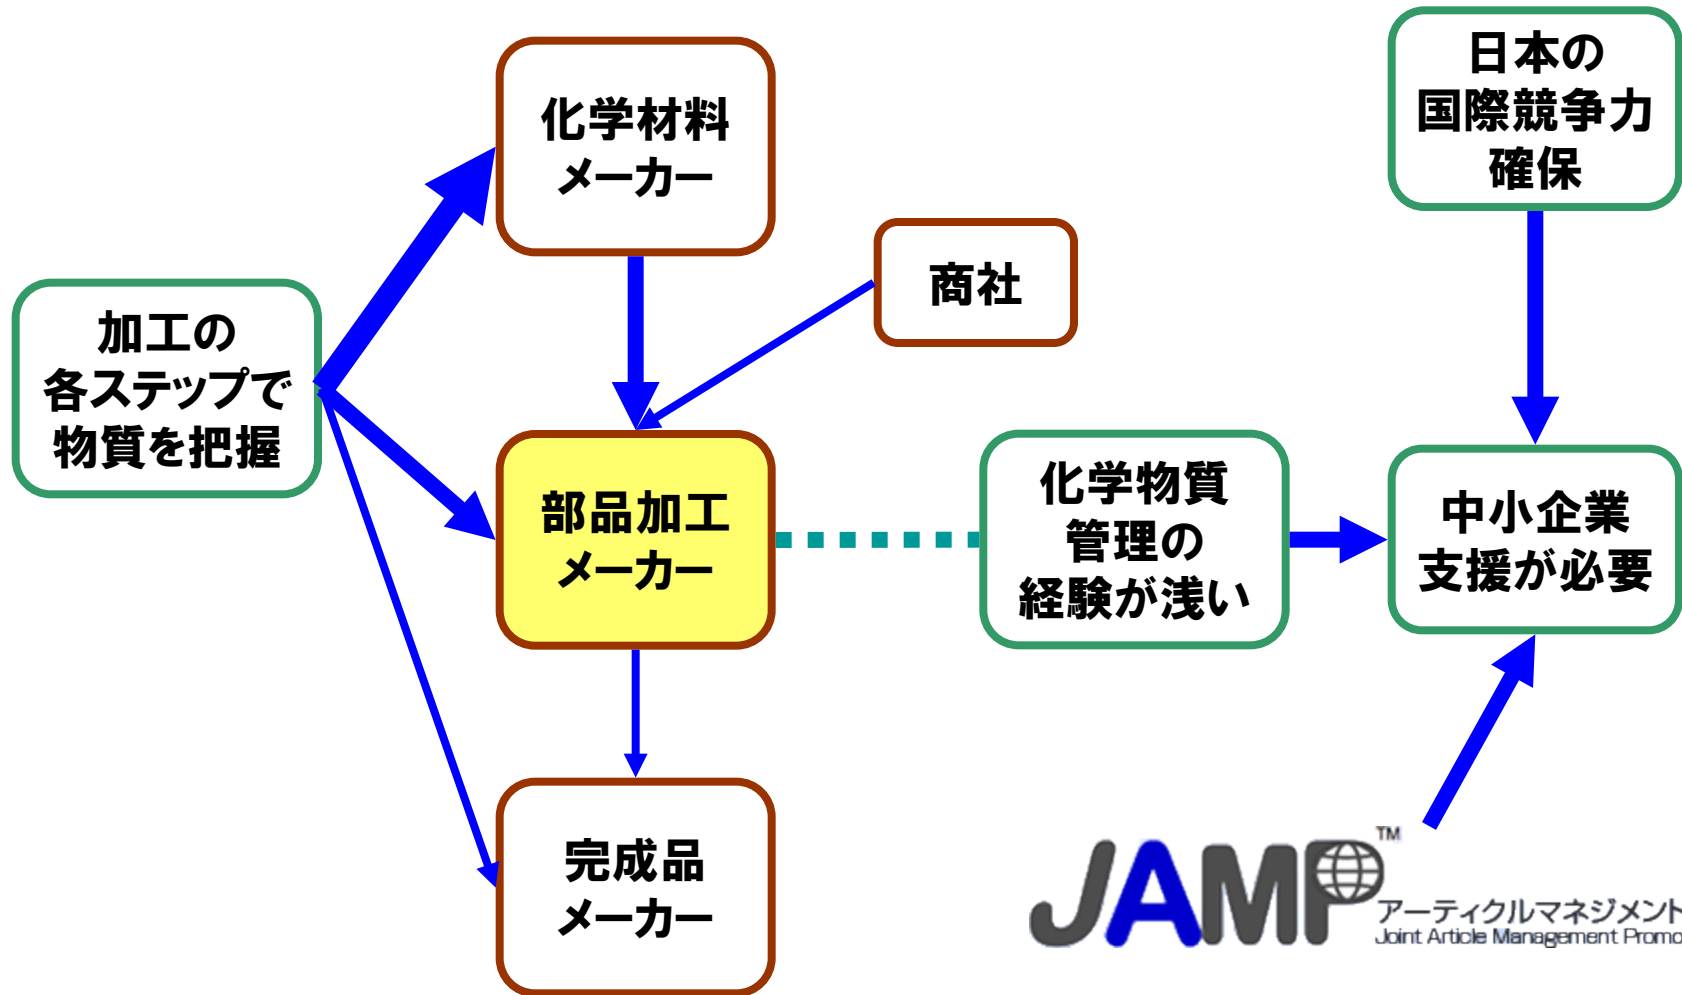 化学材料
メーカー
日本の
国際競争力
確保
商社
加工の
各ステップで
物質を把握
部品加工
メーカー
化学物質
管理の
経験が浅い
中小企業
支援が必要
完成品
メーカー
JAMP
TM
アーティクルマネジメント
Joint Article Management Promo